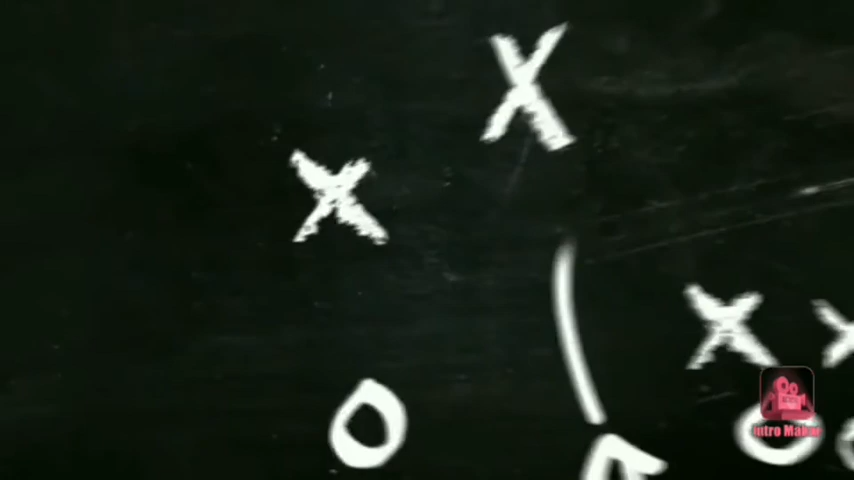 X
X
X X
O O O
Intro Maker